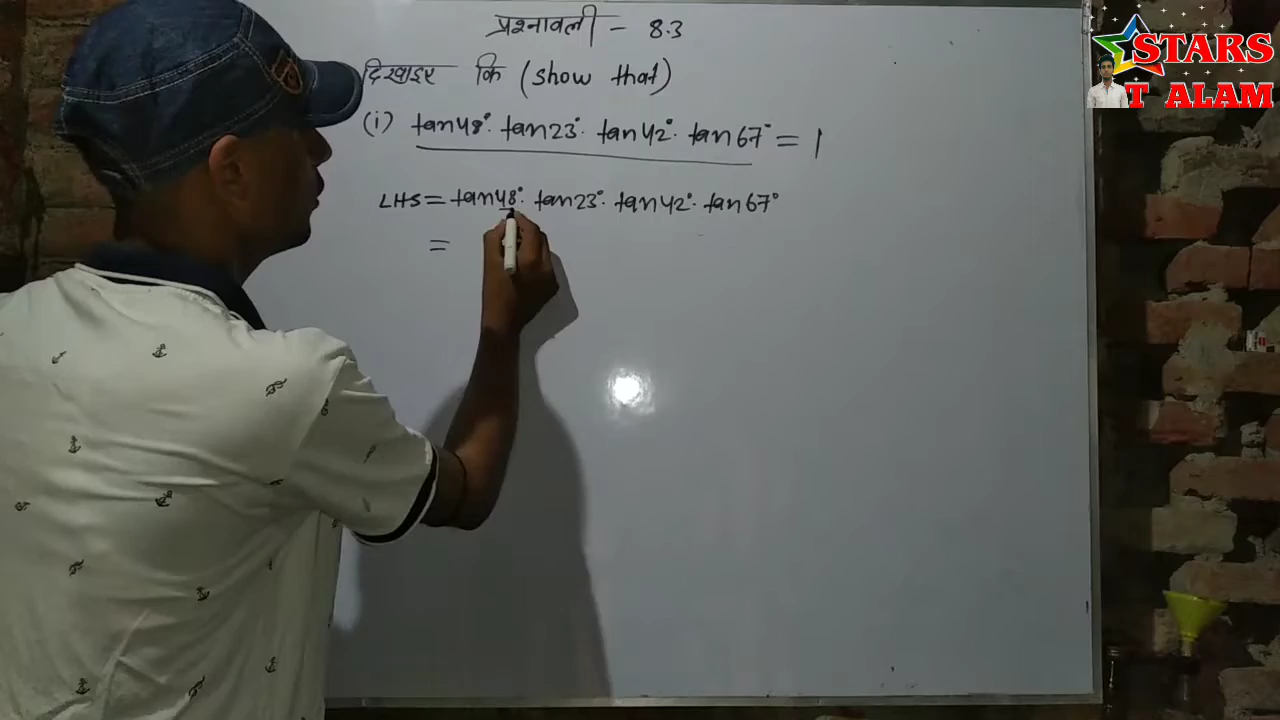 प्रश्नावली - 8.3
दिखाइए कि (show that)
(i) tan48°. tan23°. tan42°. tan67° = 1
LHS = tan48°. tan23°. tan42°. tan67°
=
STARS
T ALAM